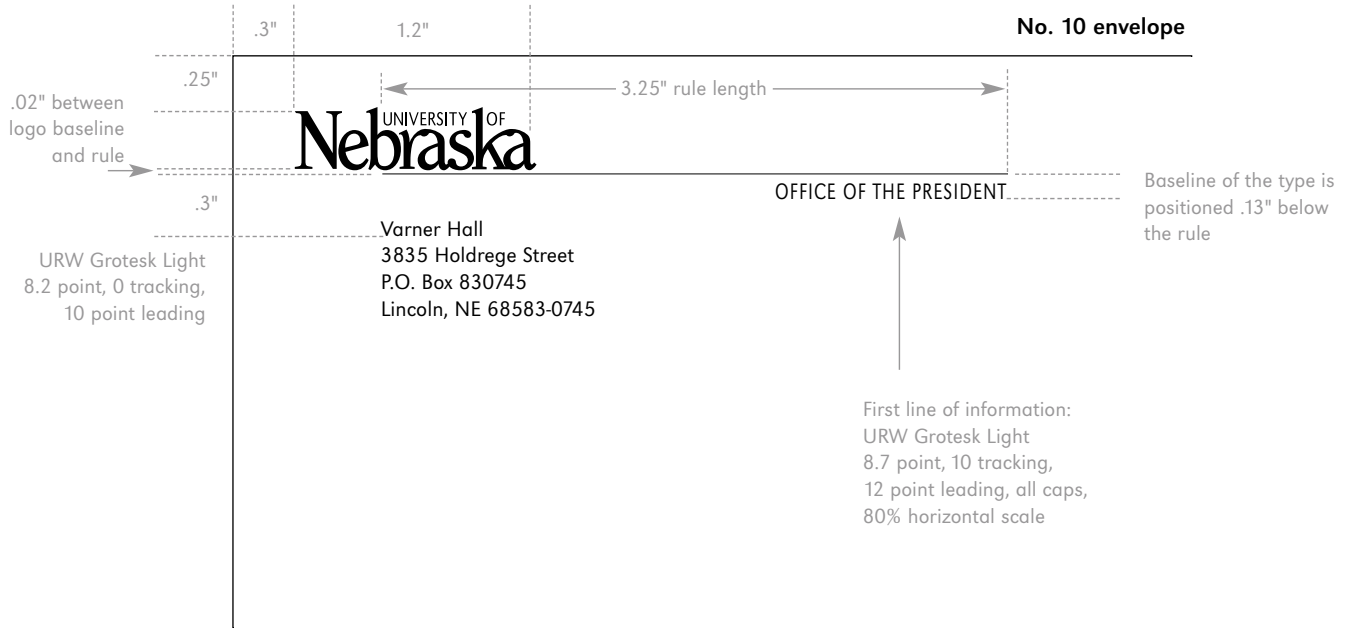 No. 10 envelope
.3"
1.2"
.25"
3.25" rule length
.02" between
logo baseline
and rule
UNIVERSITY OF
Nebraska
OFFICE OF THE PRESIDENT
Baseline of the type is
positioned .13" below
the rule
.3"
Varner Hall
3835 Holdrege Street
P.O. Box 830745
Lincoln, NE 68583-0745
URW Grotesk Light
8.2 point, 0 tracking,
10 point leading
First line of information:
URW Grotesk Light
8.7 point, 10 tracking,
12 point leading, all caps,
80% horizontal scale